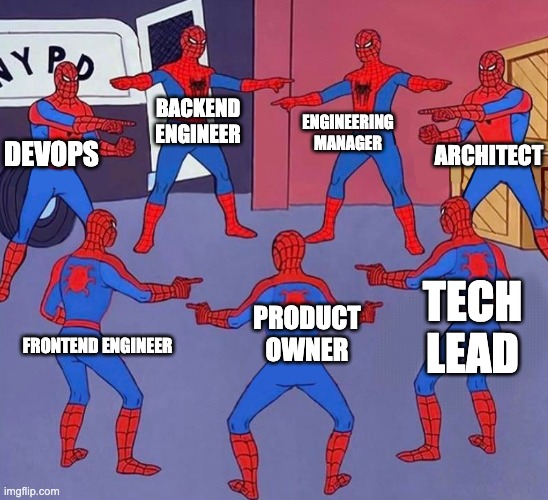 NYPD
BACKEND
ENGINEER
ENGINEERING
MANAGER
DEVOPS
ARCHITECT
FRONTEND ENGINEER
PRODUCT
OWNER
TECH
LEAD
imgflip.com